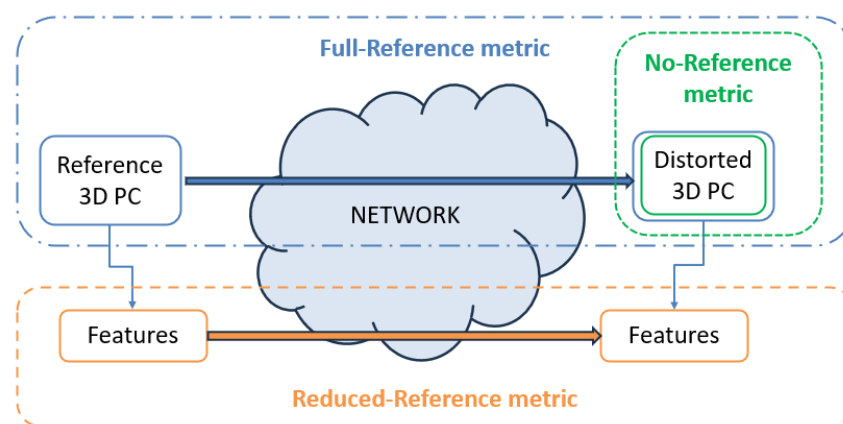 Full-Reference metric
No-Reference
metric
Reference
3D PC
Distorted
3D PC
NETWORK
Features
Features
Reduced-Reference metric